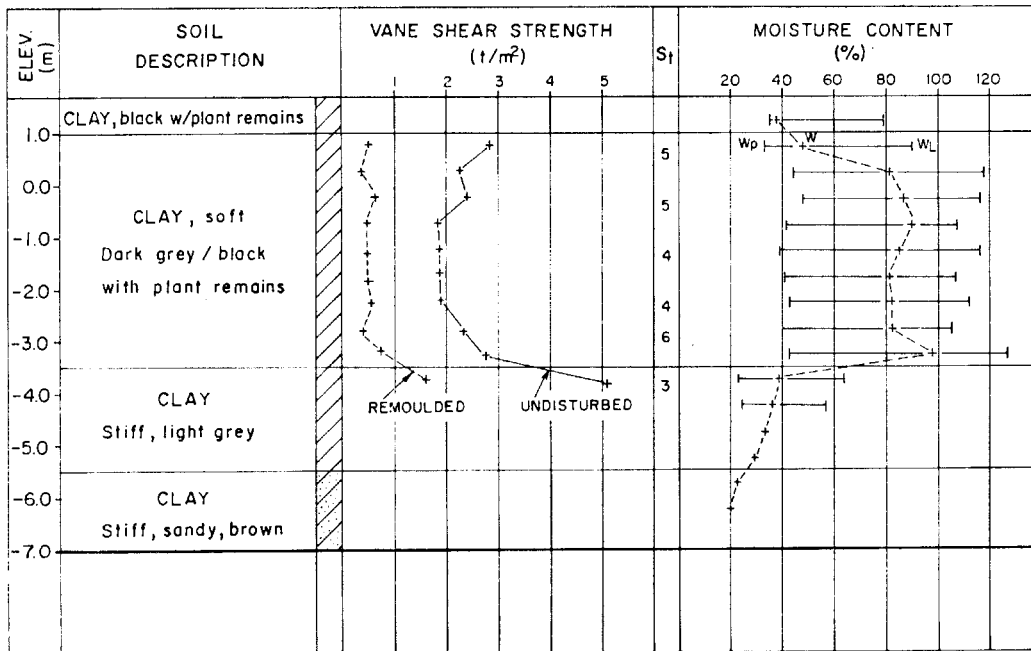 ELEV. (m)
SOIL DESCRIPTION
VANE SHEAR STRENGTH
(t/m²)
1 2 3 4 5
St
MOISTURE CONTENT
(%)
20 40 60 80 100 120
CLAY, black w/plant remains
1.0
0.0
-1.0
-2.0
-3.0
-4.0
-5.0
-6.0
-7.0
CLAY, soft
Dark grey / black
with plant remains
CLAY
Stiff, light grey
CLAY
Stiff, sandy, brown
REMOULDED
UNDISTURBED
5
5
4
4
6
3
Wp
W
WL